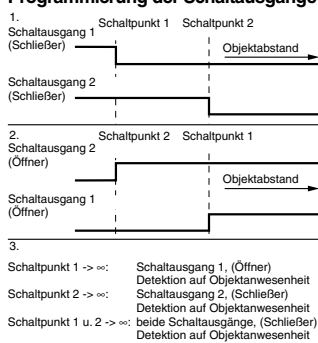 Programmierung der Schaltausgänge
1.
Schaltpunkt 1 Schaltpunkt 2
Schaltausgang 1
(Schließer)
Objektabstand
Schaltausgang 2
(Schließer)
2.
Schaltpunkt 2 Schaltpunkt 1
Schaltausgang 2
(Öffner)
Objektabstand
Schaltausgang 1
(Öffner)
3.
Schaltpunkt 1 -> ∞: Schaltausgang 1, (Öffner)
Detektion auf Objektanwesenheit
Schaltpunkt 2 -> ∞: Schaltausgang 2, (Schließer)
Detektion auf Objektanwesenheit
Schaltpunkt 1 u. 2 -> ∞: beide Schaltausgänge, (Schließer)
Detektion auf Objektanwesenheit